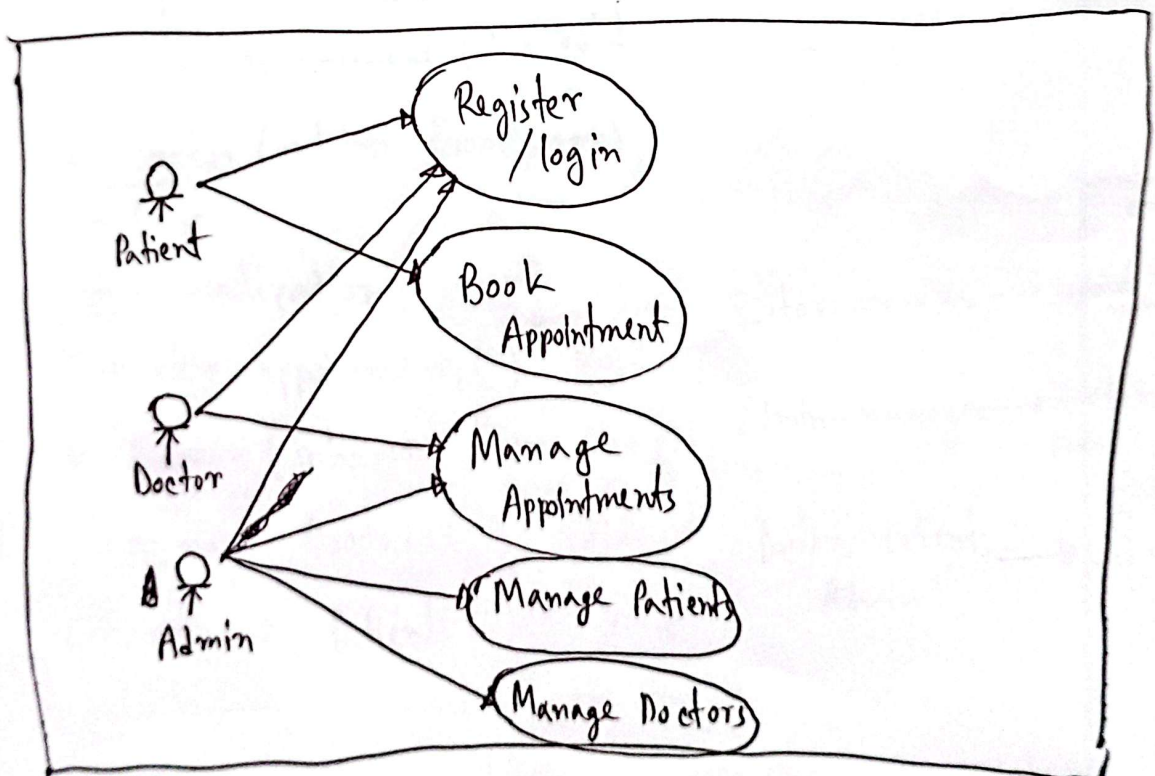 Register
/login
Patient
Book
Appointment
Doctor
Manage
Appointments
Admin
Manage Patients
Manage Doctors